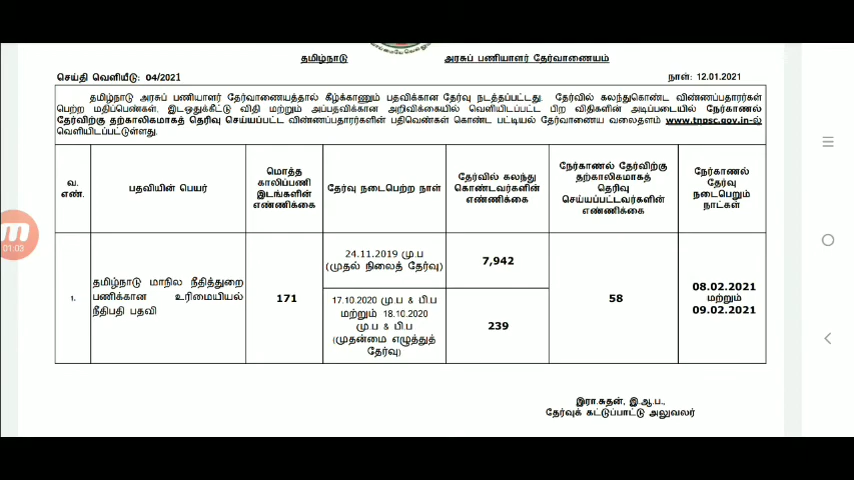 தமிழ்நாடு அரசுப் பணியாளர் தேர்வாணையம்
செய்தி வெளியீடு: 04/2021 நாள்: 12.01.2021
தமிழ்நாடு அரசுப் பணியாளர் தேர்வாணையத்தால் கீழ்க்காணும் பதவிக்கான தேர்வு நடத்தப்பட்டது. தேர்வில் கலந்துகொண்ட விண்ணப்பதாரர்கள்
பெற்ற மதிப்பெண்கள், இடஒதுக்கீட்டு விதி மற்றும் அப்பதவிக்கான அறிவிக்கையில் வெளியிடப்பட்ட பிற விதிகளின் அடிப்படையில் நேர்காணல்
தேர்விற்கு தற்காலிகமாகத் தெரிவு செய்யப்பட்ட விண்ணப்பதாரர்களின் பதிவெண்கள் கொண்ட பட்டியல் தேர்வாணைய வலைதளம் www.tnpsc.gov.in-ல்
வெளியிடப்பட்டுள்ளது.
வ.
எண்.
பதவியின் பெயர்
மொத்த
காலிப்பணி
இடங்களின்
எண்ணிக்கை
தேர்வு நடைபெற்ற நாள்
தேர்வில் கலந்து
கொண்டவர்களின்
எண்ணிக்கை
நேர்காணல் தேர்விற்கு
தற்காலிகமாகத்
தெரிவு
செய்யப்பட்டவர்களின்
எண்ணிக்கை
நேர்காணல்
தேர்வு
நடைபெறும்
நாட்கள்
1.
தமிழ்நாடு மாநில நீதித்துறை
பணிக்கான உரிமையியல்
நீதிபதி பதவி
171
24.11.2019 மு.ப
(முதல் நிலைத் தேர்வு)
7,942
17.10.2020 மு.ப & பி.ப
மற்றும் 18.10.2020
மு.ப & பி.ப
(முதன்மை எழுத்துத்
தேர்வு)
239
58
08.02.2021
மற்றும்
09.02.2021
இரா.சுதன், இ.ஆ.ப.,
தேர்வுக் கட்டுப்பாட்டு அலுவலர்
01:03